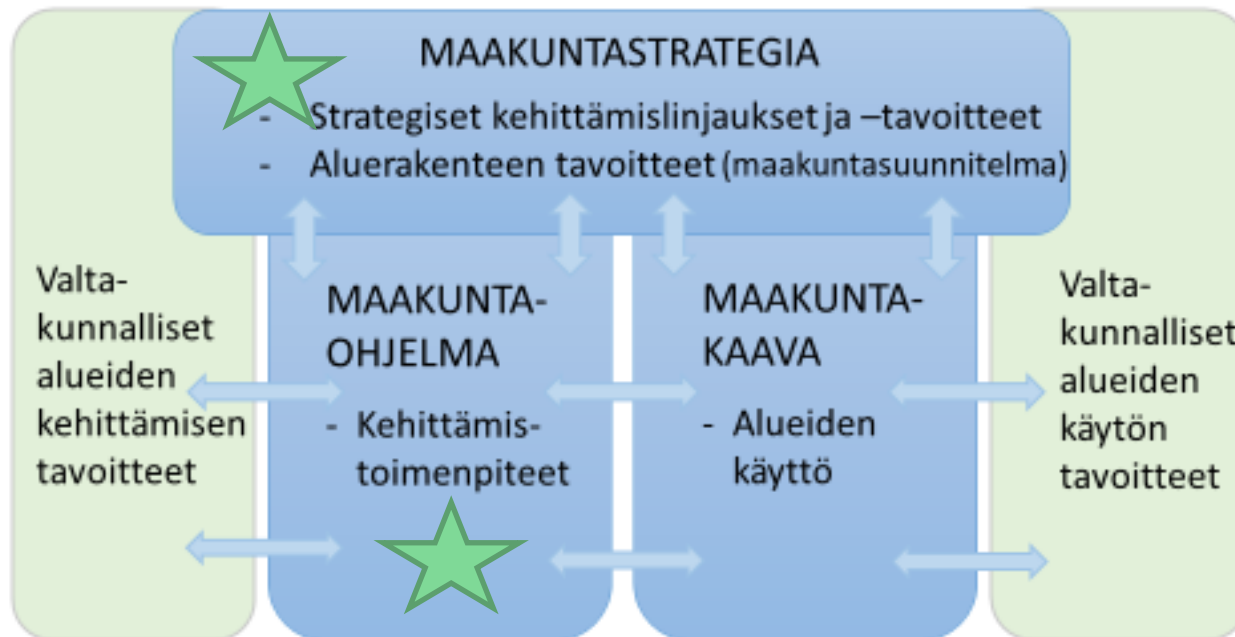 MAAKUNTASTRATEGIA
- Strategiset kehittämislinjaukset ja –tavoitteet
- Aluerakenteen tavoitteet (maakuntasuunnitelma)
Valta-
kunnalliset
alueiden
kehittämisen
tavoitteet
MAAKUNTA-
OHJELMA
- Kehittämis-
toimenpiteet
MAAKUNTA-
KAAVA
- Alueiden
käyttö
Valta-
kunnalliset
alueiden
käytön
tavoitteet